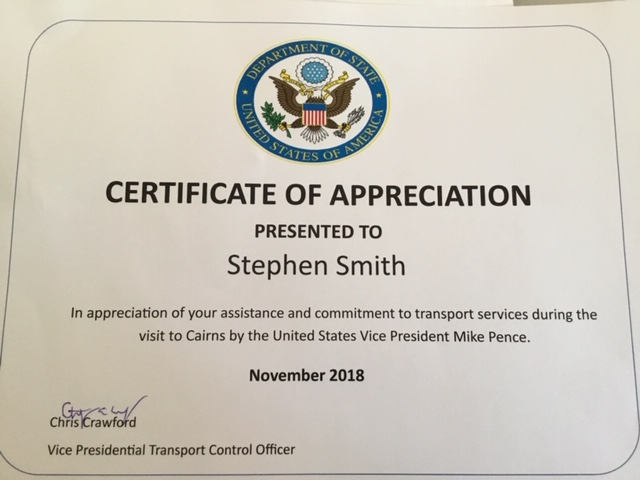 DEPARTMENT OF STATE
UNITED STATES OF AMERICA
CERTIFICATE OF APPRECIATION
PRESENTED TO
Stephen Smith
In appreciation of your assistance and commitment to transport services during the
visit to Cairns by the United States Vice President Mike Pence.
November 2018
Chris Crawford
Vice Presidential Transport Control Officer